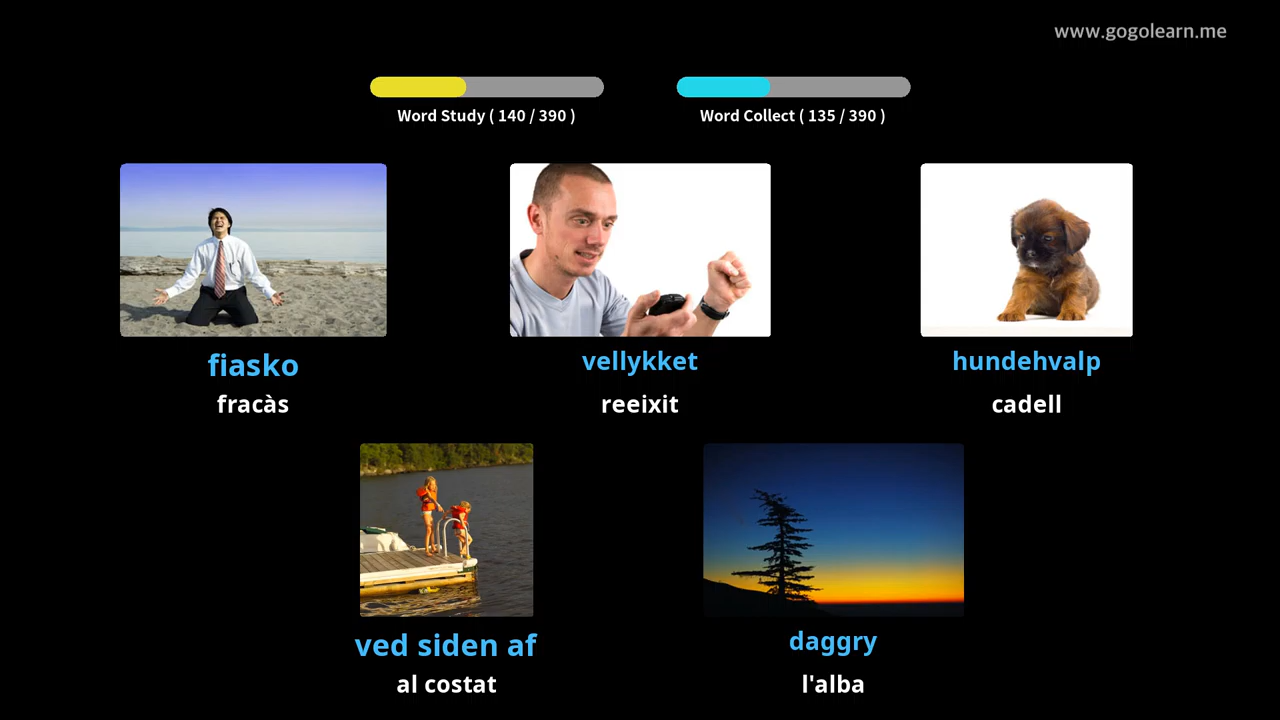 www.gogolearn.me
Word Study ( 140 / 390 )
Word Collect ( 135 / 390 )
fiasko
vellykket
hundehvalp
fracàs
reeixit
cadell
ved siden af
daggry
al costat
l'alba